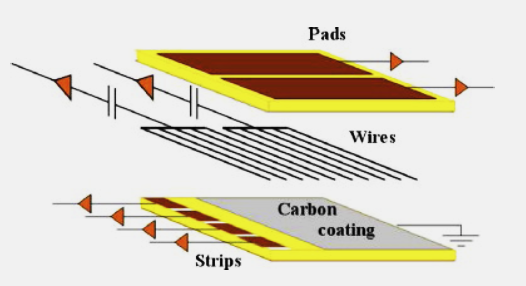 Pads
Wires
Carbon
coating
Strips